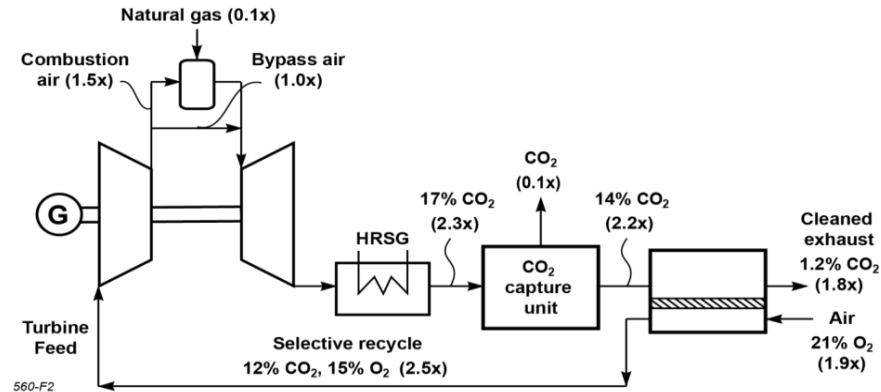 Natural gas (0.1x)
Combustion
air (1.5x)
Bypass air
(1.0x)
G
CO₂
(0.1x)
17% CO₂
(2.3x)
14% CO₂
(2.2x)
HRSG
CO₂
capture
unit
Cleaned
exhaust
1.2% CO₂
(1.8x)
Air
21% O₂
(1.9x)
Turbine
Feed
Selective recycle
12% CO₂, 15% O₂ (2.5x)
560-F2